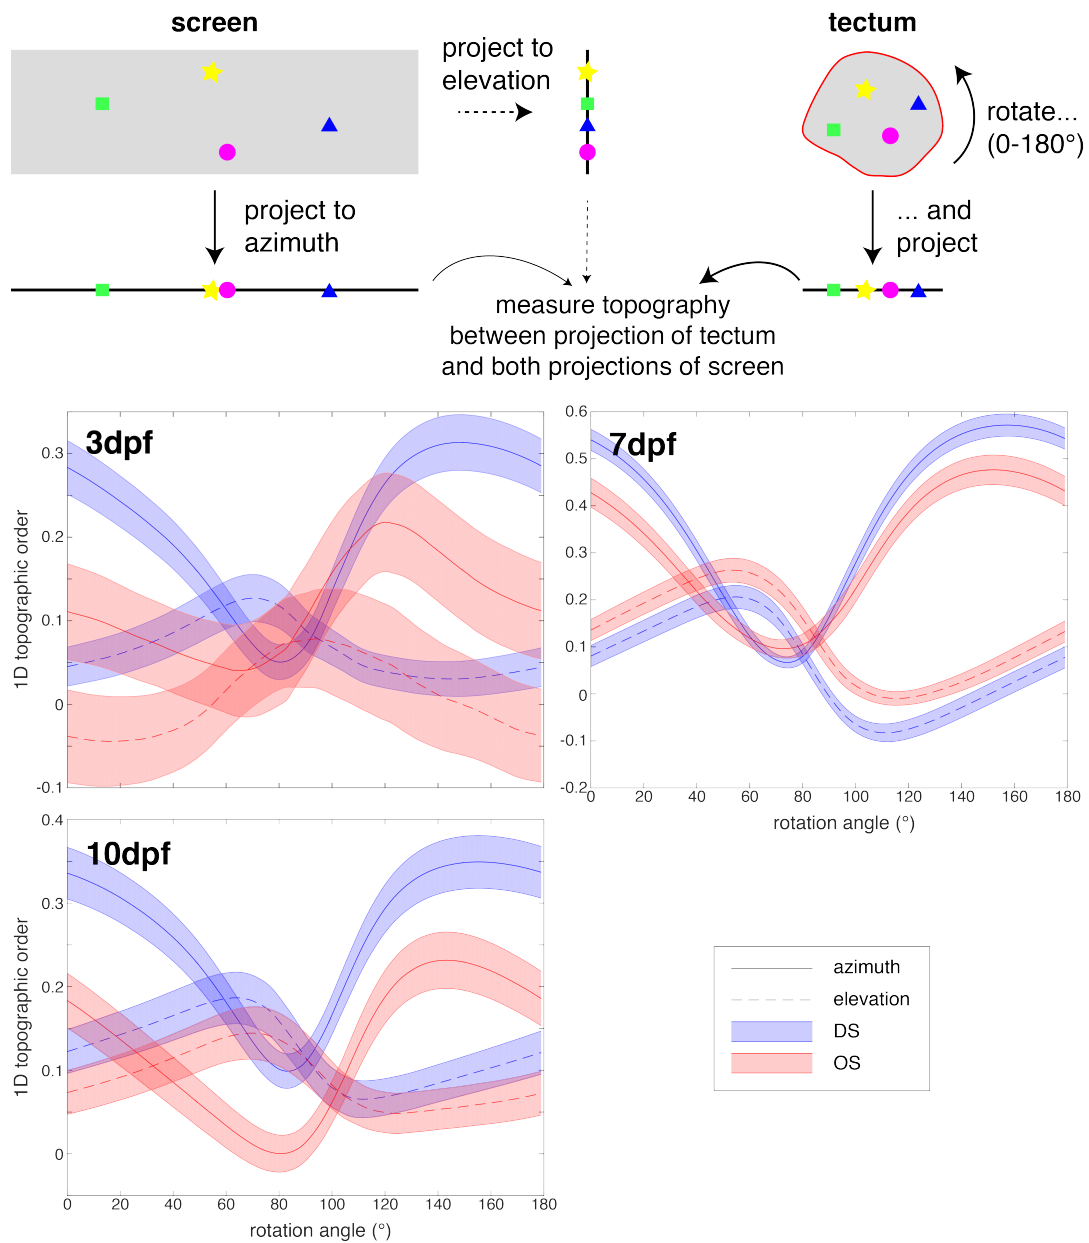 screen
project to
elevation
tectum
rotate...
(0-180°)
project to
azimuth
... and
project
measure topography
between projection of tectum
and both projections of screen
3dpf
1D topographic order
0.3
0.2
0.1
0
-0.1
7dpf
0.6
0.5
0.4
0.3
0.2
0.1
0
-0.1
-0.2
0 20 40 60 80 100 120 140 160 180
rotation angle (°)
10dpf
1D topographic order
0.4
0.3
0.2
0.1
0
0 20 40 60 80 100 120 140 160 180
rotation angle (°)
azimuth
elevation
DS
OS